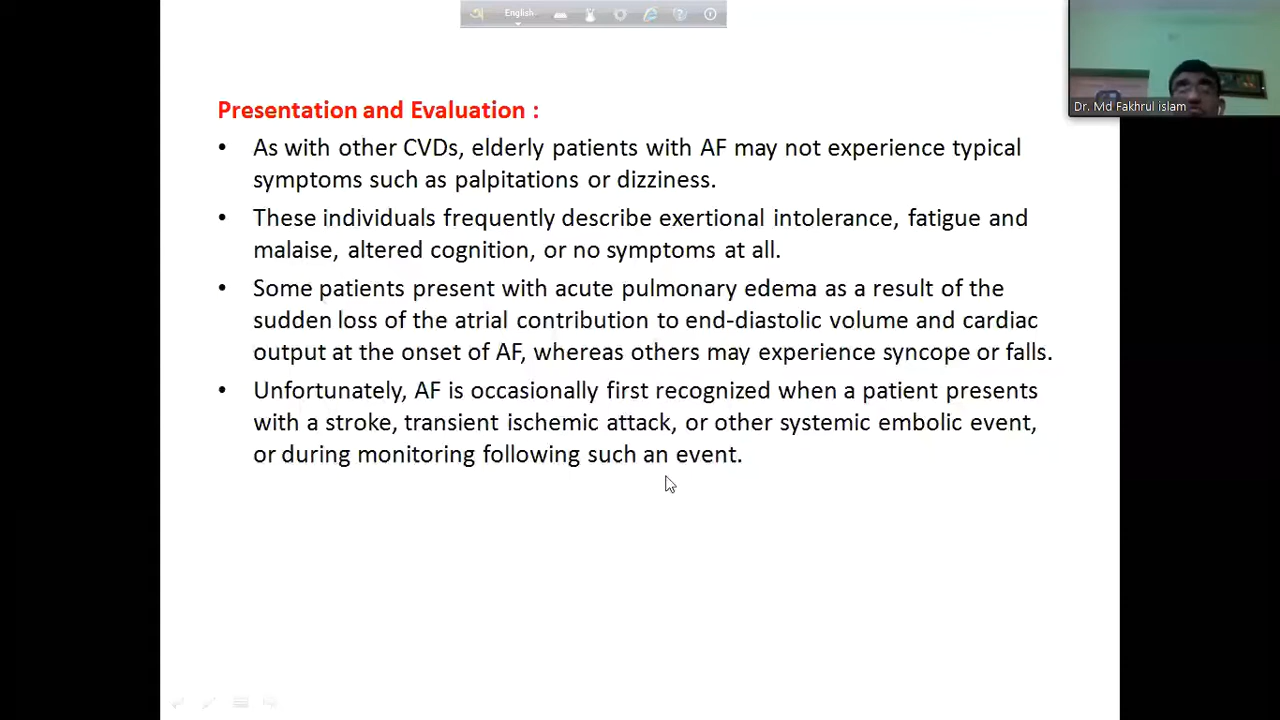 অ English
Dr. Md Fakhrul islam
Presentation and Evaluation :
• As with other CVDs, elderly patients with AF may not experience typical
symptoms such as palpitations or dizziness.
• These individuals frequently describe exertional intolerance, fatigue and
malaise, altered cognition, or no symptoms at all.
• Some patients present with acute pulmonary edema as a result of the
sudden loss of the atrial contribution to end-diastolic volume and cardiac
output at the onset of AF, whereas others may experience syncope or falls.
• Unfortunately, AF is occasionally first recognized when a patient presents
with a stroke, transient ischemic attack, or other systemic embolic event,
or during monitoring following such an event.